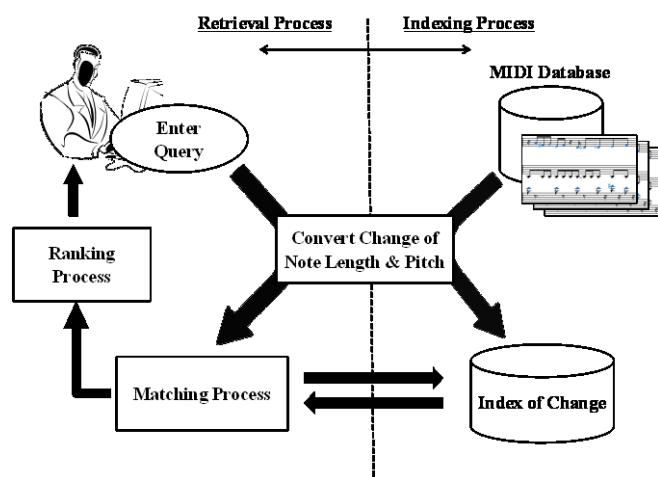 Retrieval Process
Indexing Process
MIDI Database
Enter
Query
Convert Change of
Note Length & Pitch
Ranking
Process
Matching Process
Index of Change